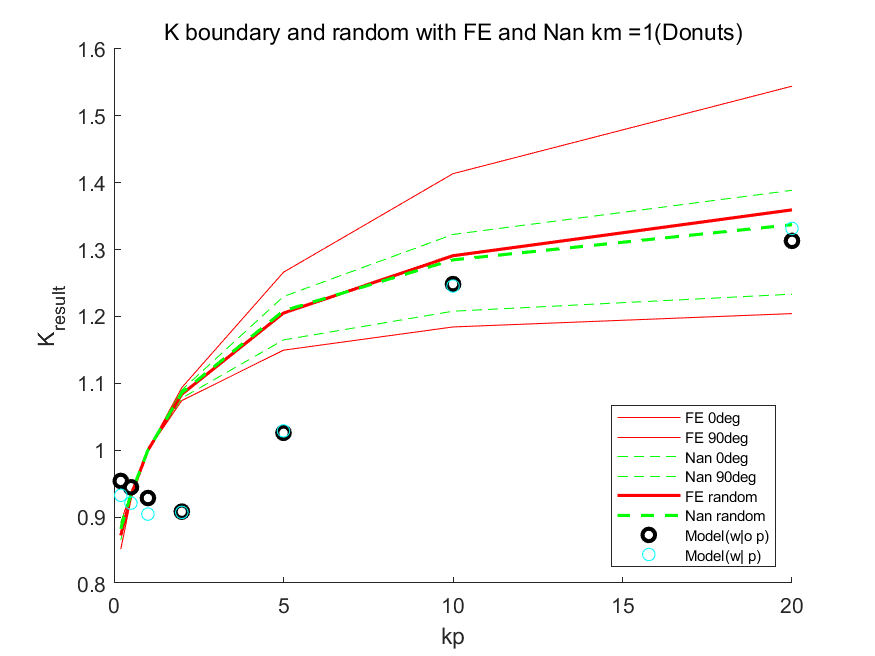 K boundary and random with FE and Nan km =1(Donuts)
1.6
1.5
1.4
1.3
1.2
1.1
1
0.9
0.8
K_result
FE 0deg
FE 90deg
Nan 0deg
Nan 90deg
FE random
Nan random
Model(w|o p)
Model(w| p)
0 5 10 15 20
kp